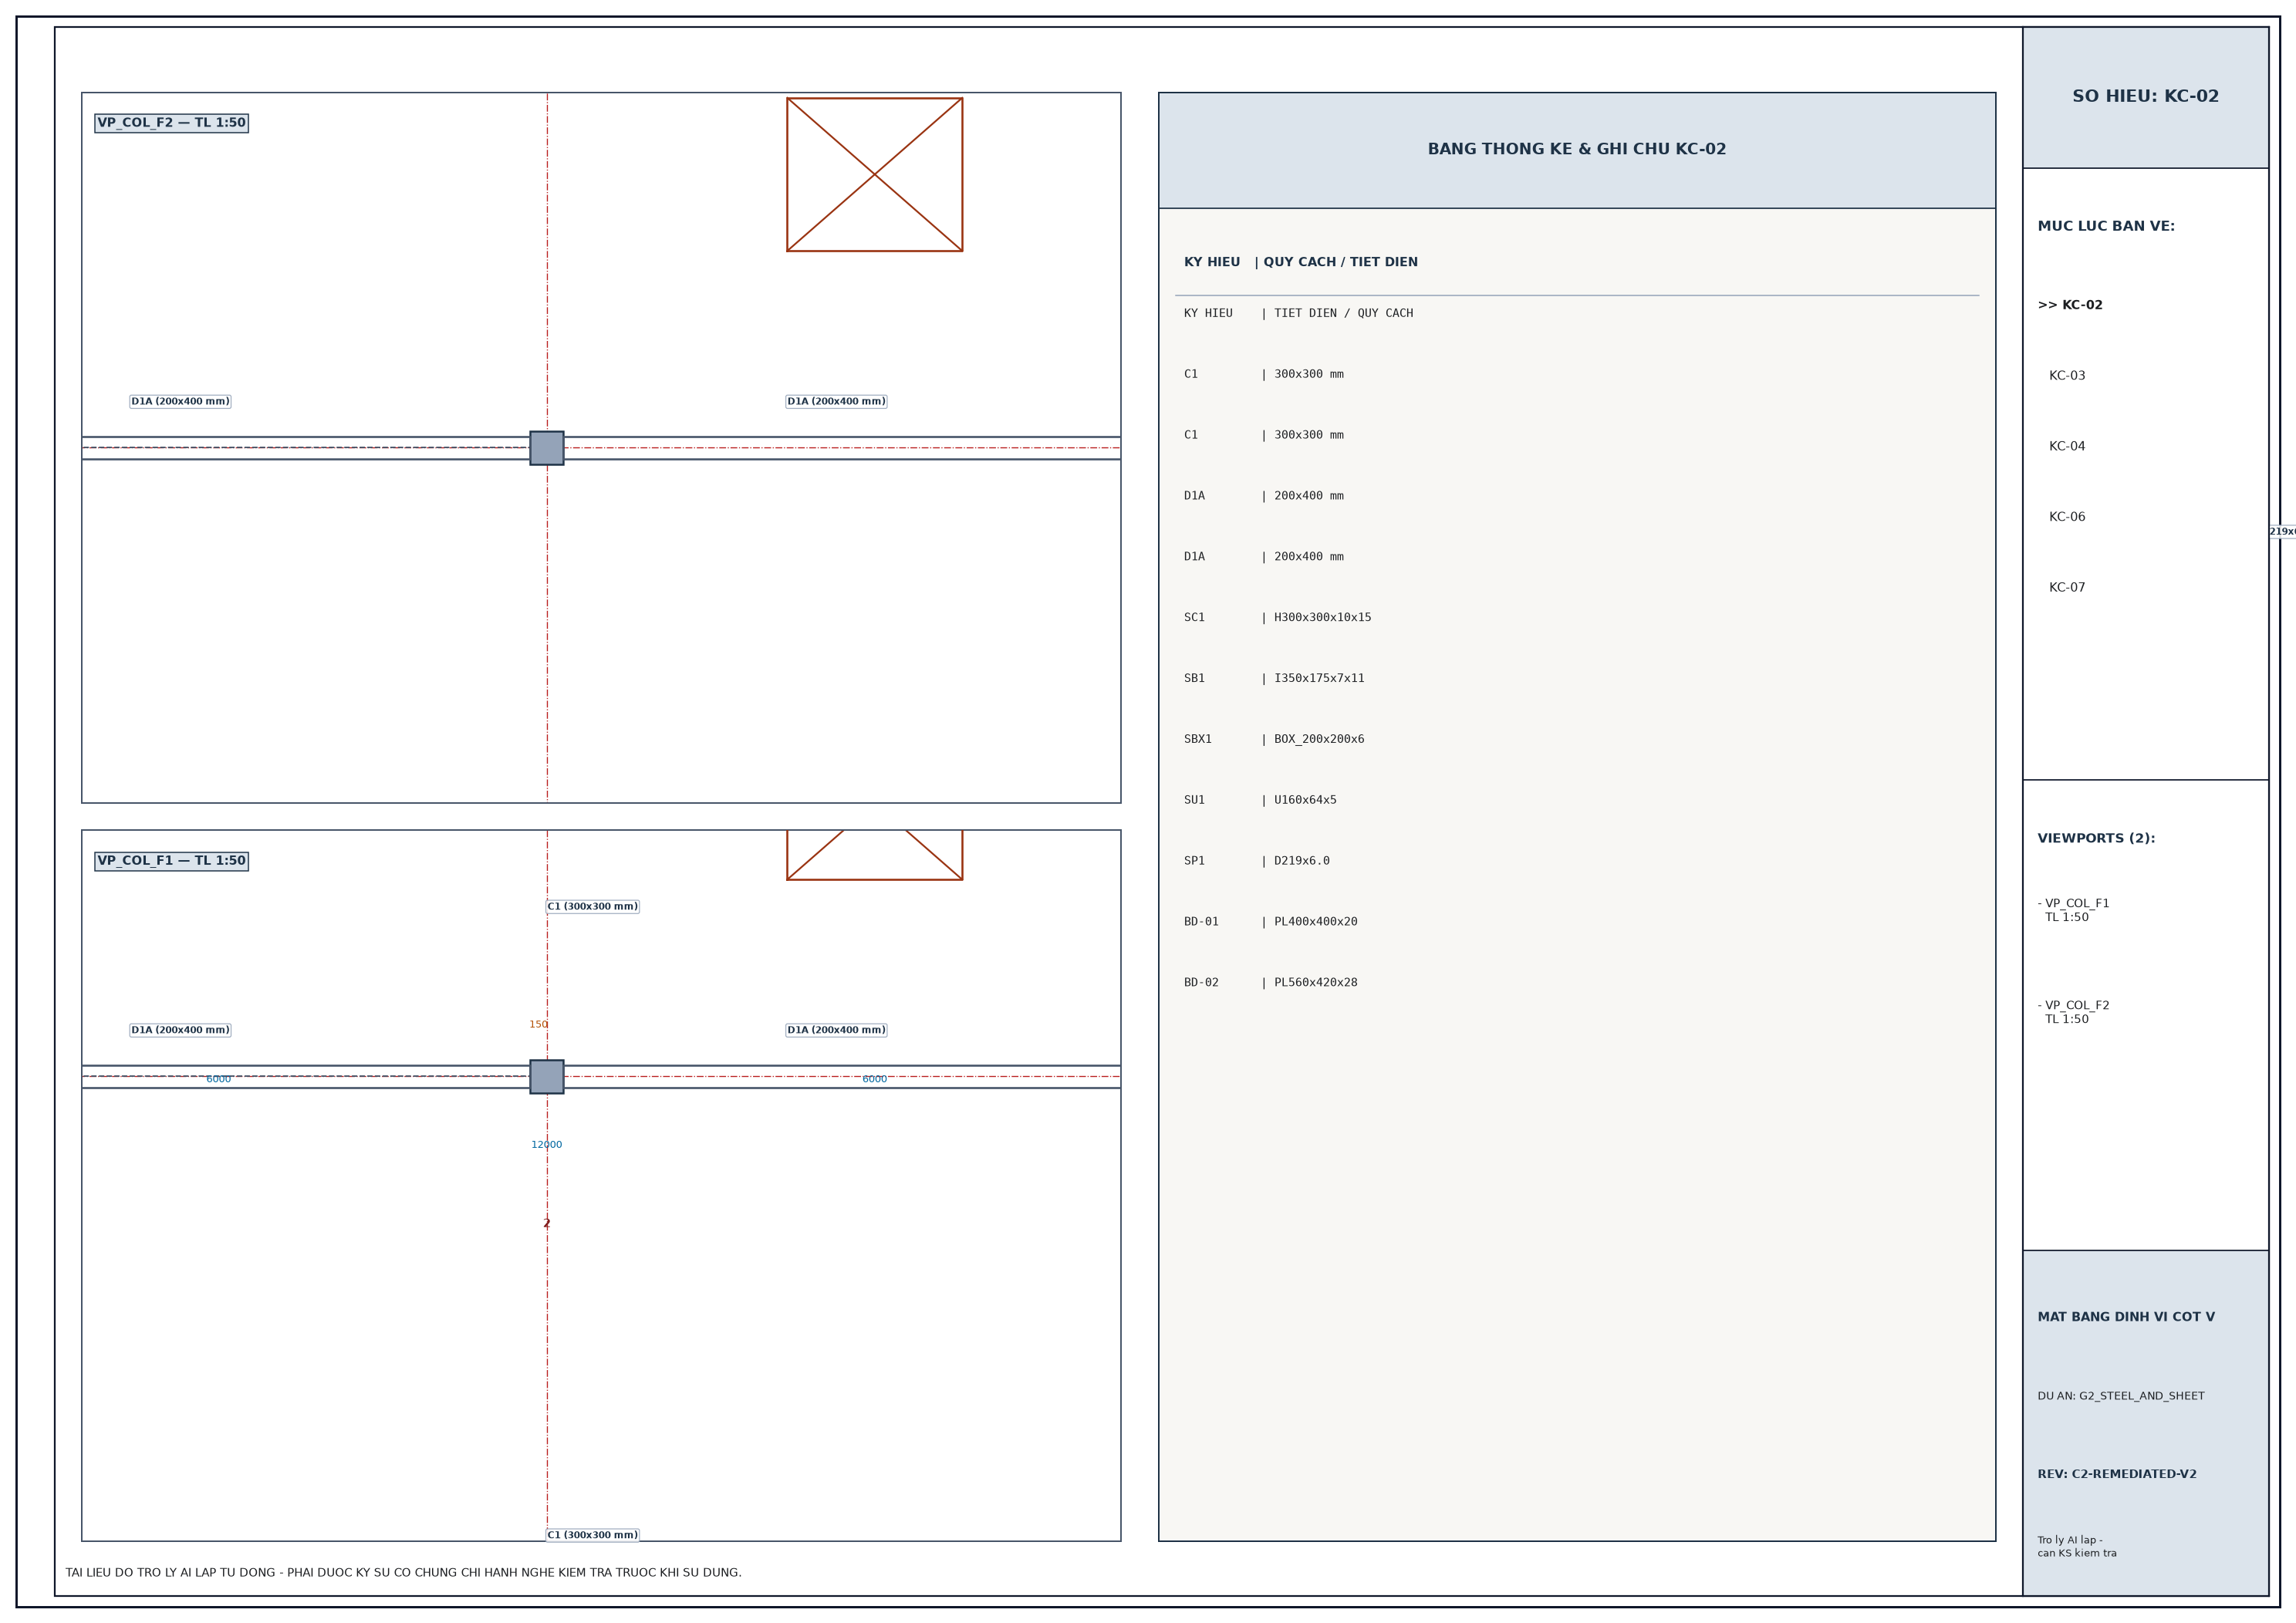 VP_COL_F2 — TL 1:50
D1A (200x400 mm)
D1A (200x400 mm)
VP_COL_F1 — TL 1:50
C1 (300x300 mm)
150
D1A (200x400 mm)
D1A (200x400 mm)
6000
6000
12000
2
C1 (300x300 mm)
TAI LIEU DO TRO LY AI LAP TU DONG - PHAI DUOC KY SU CO CHUNG CHI HANH NGHE KIEM TRA TRUOC KHI SU DUNG.
BANG THONG KE & GHI CHU KC-02
KY HIEU | QUY CACH / TIET DIEN
KY HIEU | TIET DIEN / QUY CACH
C1 | 300x300 mm
C1 | 300x300 mm
D1A | 200x400 mm
D1A | 200x400 mm
SC1 | H300x300x10x15
SB1 | I350x175x7x11
SBX1 | BOX_200x200x6
SU1 | U160x64x5
SP1 | D219x6.0
BD-01 | PL400x400x20
BD-02 | PL560x420x28
SO HIEU: KC-02
MUC LUC BAN VE:
>> KC-02
KC-03
KC-04
KC-06
KC-07
VIEWPORTS (2):
- VP_COL_F1
TL 1:50
- VP_COL_F2
TL 1:50
MAT BANG DINH VI COT V
DU AN: G2_STEEL_AND_SHEET
REV: C2-REMEDIATED-V2
Tro ly AI lap -
can KS kiem tra